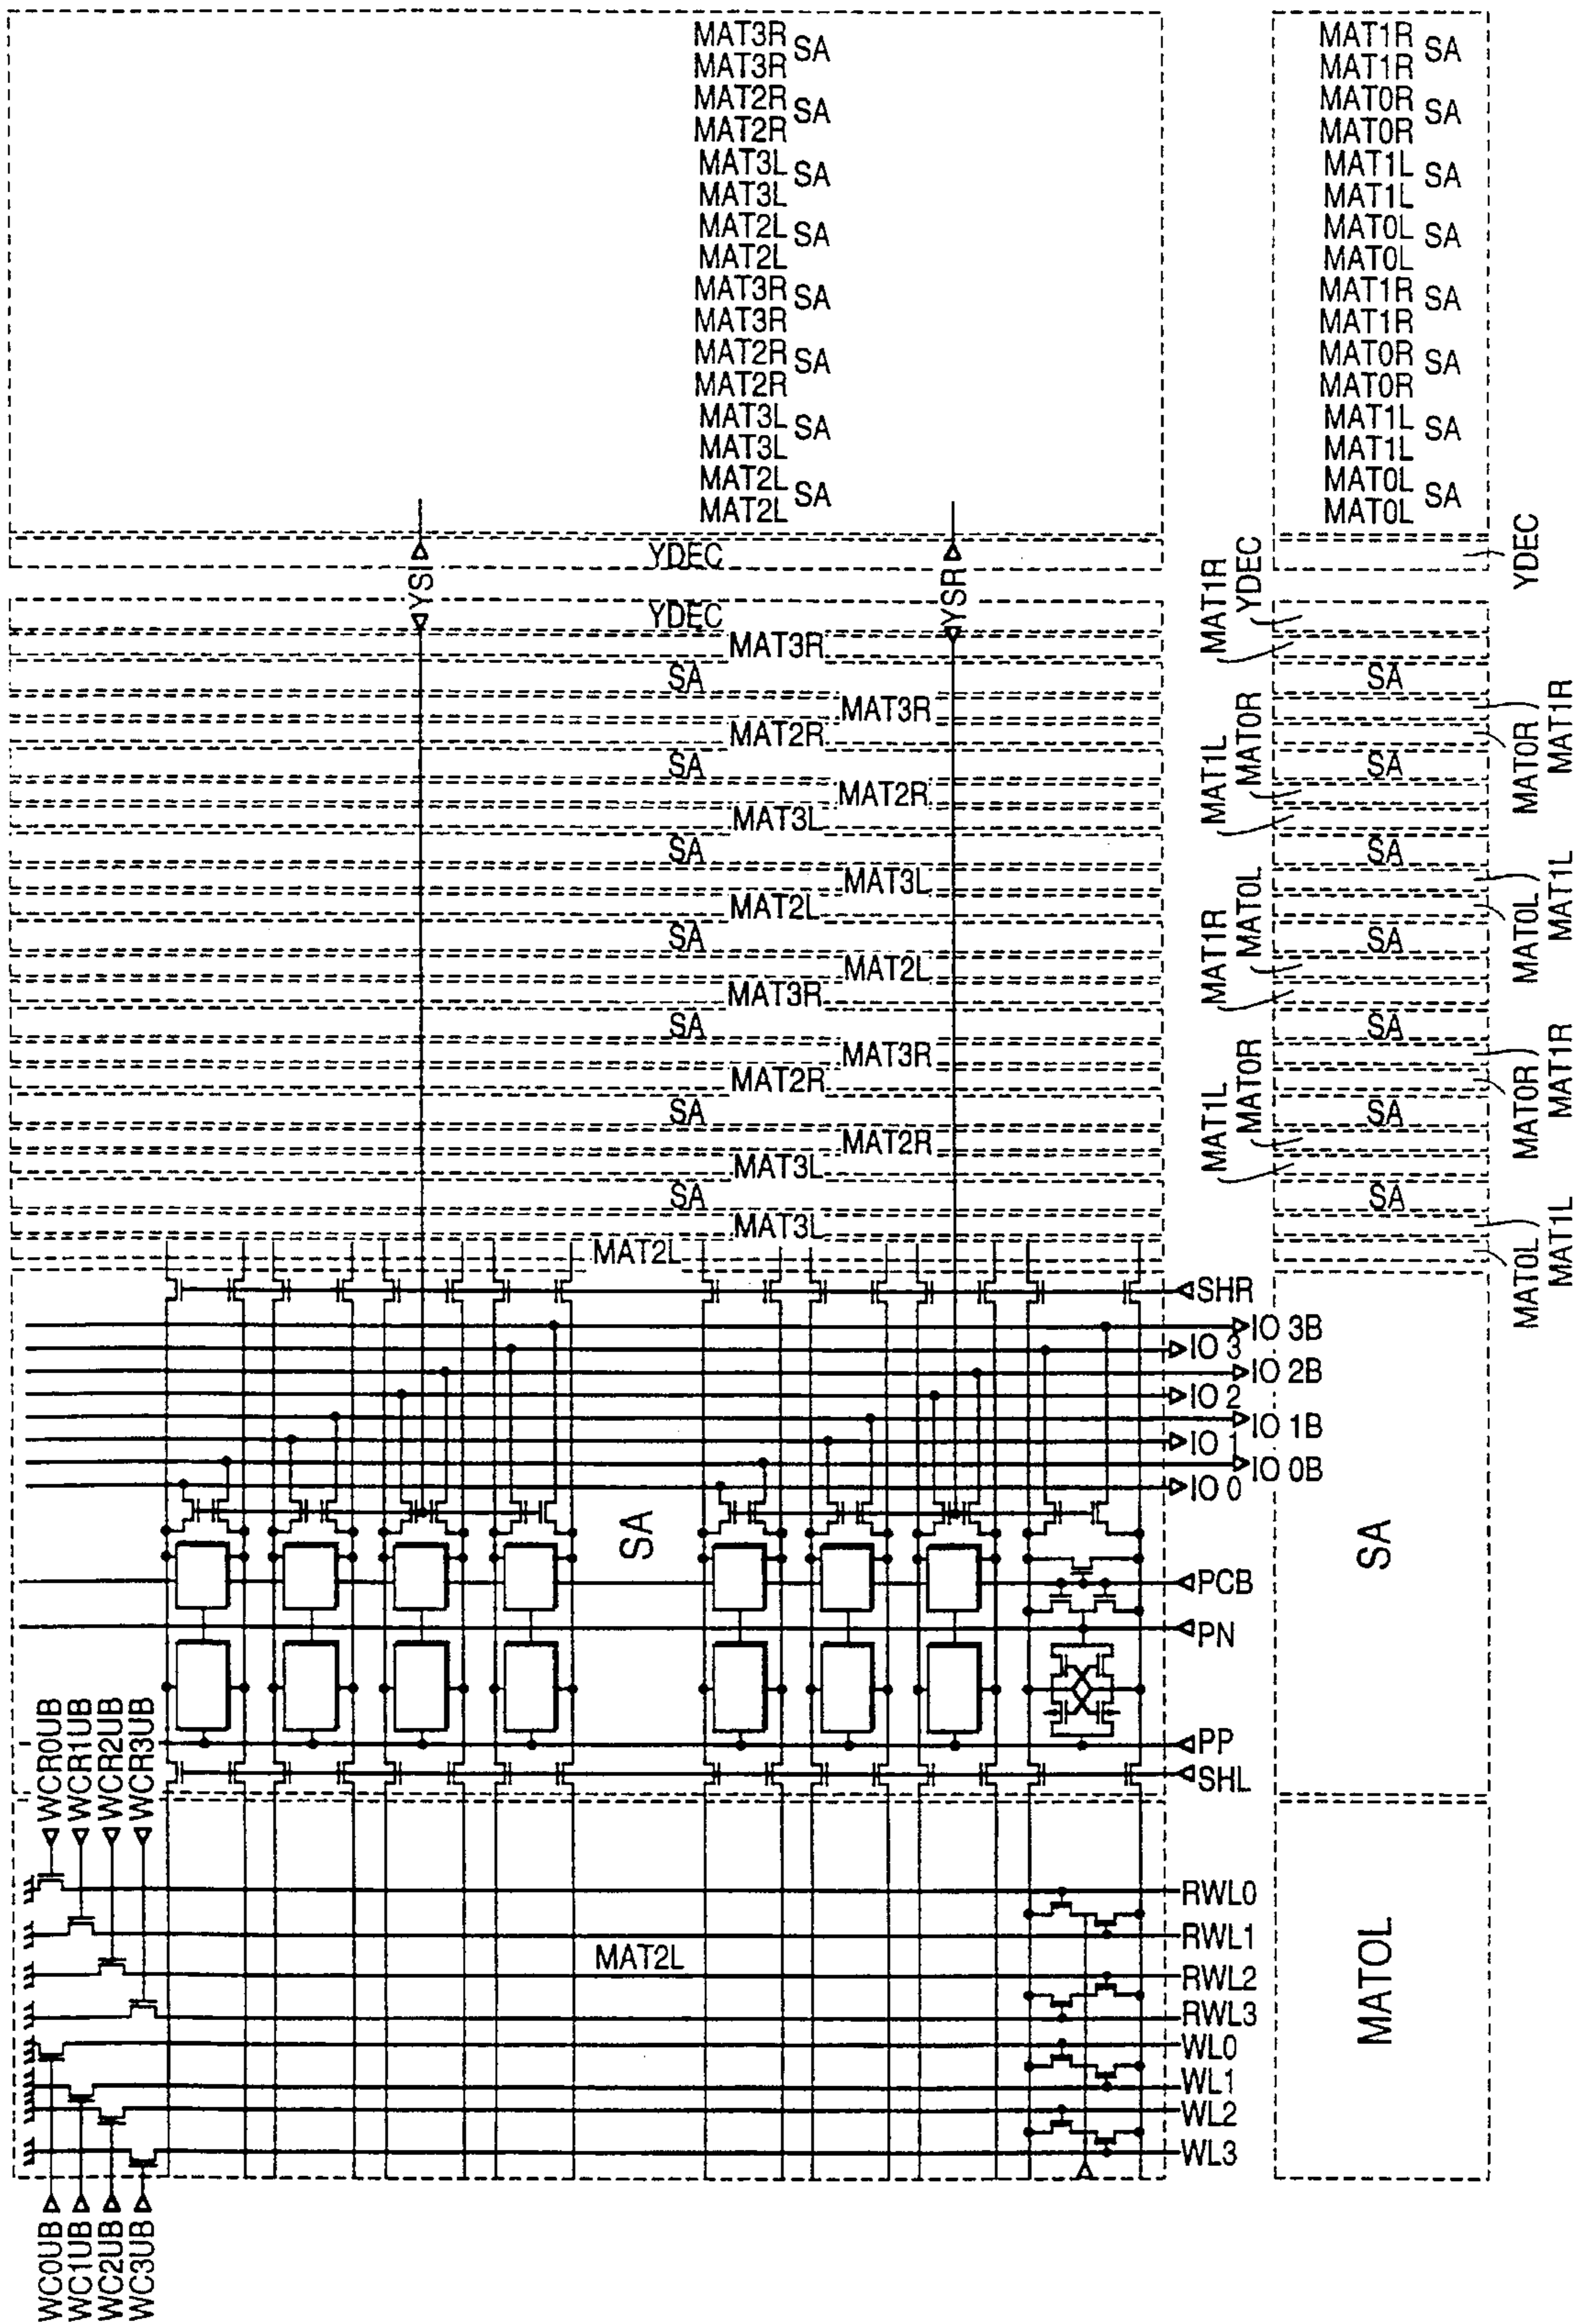 MAT3R
SA
MAT3R
MAT2R
SA
MAT2R
MAT3L
SA
MAT3L
MAT2L
SA
MAT2L
MAT3R
SA
MAT3R
MAT2R
SA
MAT2R
MAT3L
SA
MAT3L
MAT2L
SA
MAT2L
MAT1R
SA
MAT1R
MAT0R
SA
MAT0R
MAT1L
SA
MAT1L
MAT0L
SA
MAT0L
MAT1R
SA
MAT1R
MAT0R
SA
MAT0R
MAT1L
SA
MAT1L
MAT0L
SA
MAT0L
YDEC
YDEC
YSI
YSR
YDEC
MAT1R
YDEC
MAT3R
SA
MAT3R
MAT2R
SA
MAT2R
MAT3L
SA
MAT3L
MAT2L
SA
MAT2L
MAT3R
SA
MAT3R
MAT2R
SA
MAT2R
MAT3L
SA
MAT3L
MAT2L
SA
MAT0R
MAT1R
MAT1L
MAT0R
SA
SA
MAT0L
MAT1L
MAT1R
MAT0L
SA
SA
MAT0R
MAT1R
MAT1L
MAT0R
SA
SA
MAT0L
MAT1L
SHR
IO 3B
IO 3
IO 2B
IO 2
IO 1B
IO 1
IO 0B
IO 0
SA
SA
PCB
PN
PP
SHL
WCR0UB
WCR1UB
WCR2UB
WCR3UB
RWL0
RWL1
MAT2L
RWL2
RWL3
WL0
WL1
WL2
WL3
MATOL
WC0UB
WC1UB
WC2UB
WC3UB